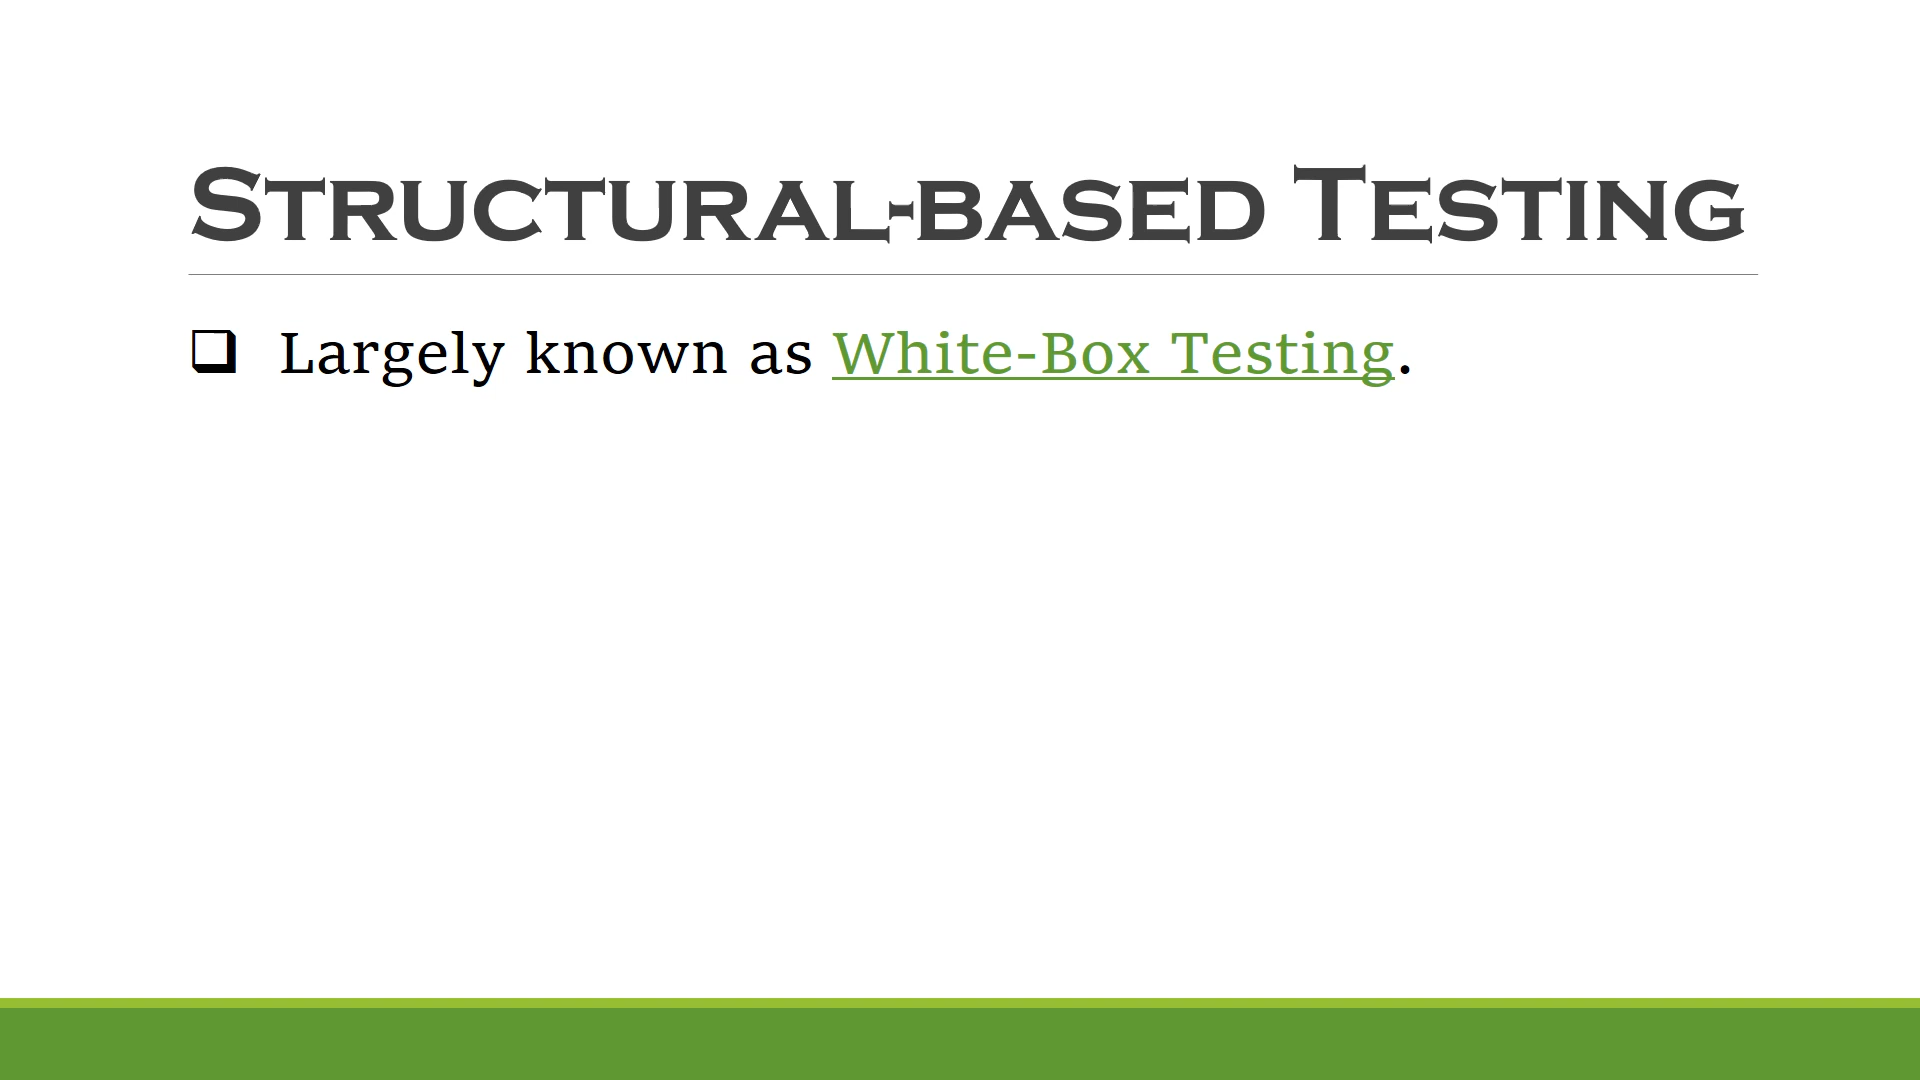 Structural-based Testing
❑ Largely known as White-Box Testing.